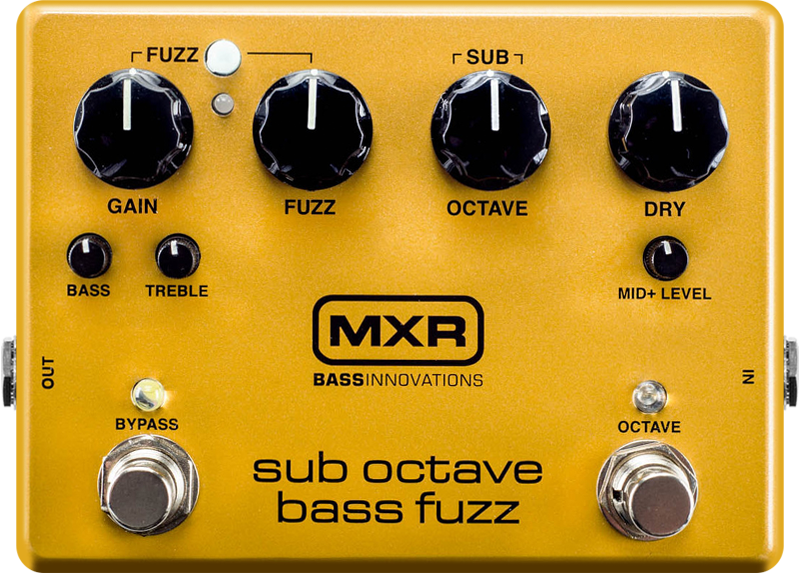 FUZZ
SUB
GAIN
FUZZ
OCTAVE
DRY
BASS
TREBLE
MID+ LEVEL
MXR
BASSINNOVATIONS
OUT
IN
BYPASS
OCTAVE
sub octave
bass fuzz